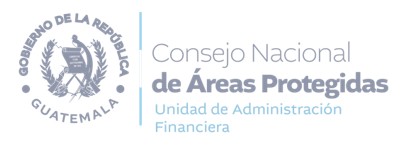 GOBIERNO DE LA REPÚBLICA
GUATEMALA
Consejo Nacional
de Áreas Protegidas
Unidad de Administración
Financiera